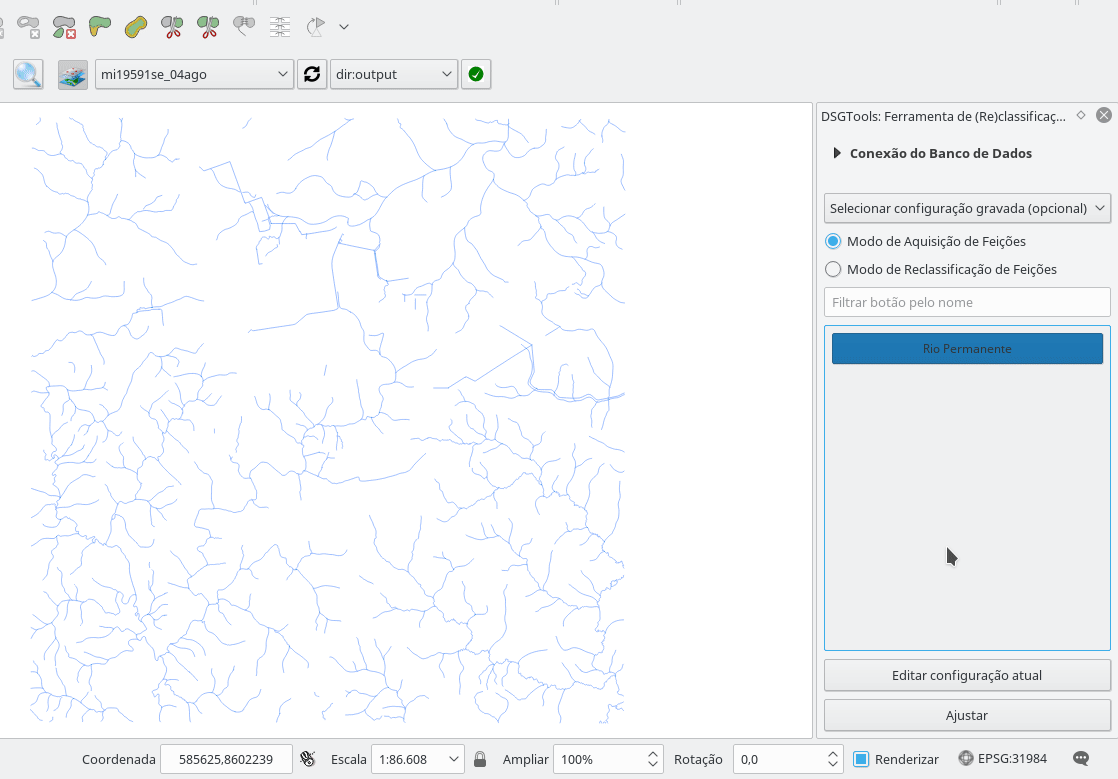 mi19591se_04ago
dir:output
DSGTools: Ferramenta de (Re)classificaç...
Conexão do Banco de Dados
Selecionar configuração gravada (opcional)
Modo de Aquisição de Feições
Modo de Reclassificação de Feições
Filtrar botão pelo nome
Rio Permanente
Editar configuração atual
Ajustar
Coordenada 585625,8602239 Escala 1:86.608 Ampliar 100% Rotação 0,0 Renderizar EPSG:31984